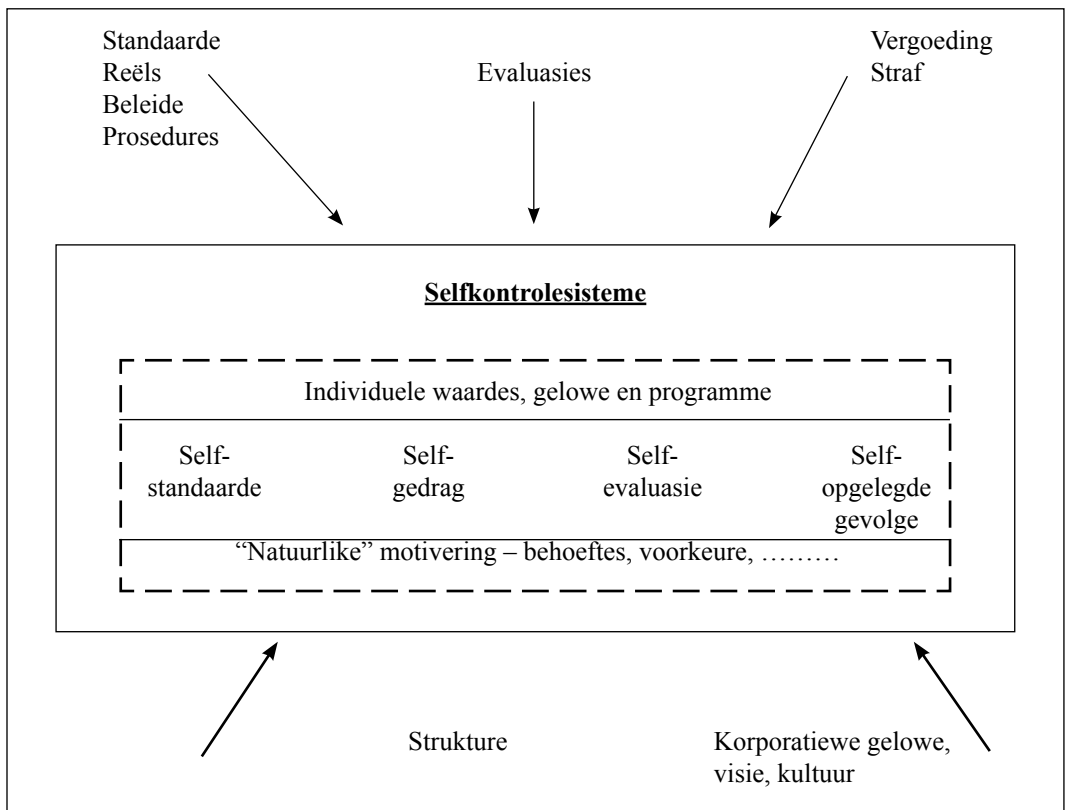 Standaarde
Reëls
Beleide
Prosedures
Evaluasies
Vergoeding
Straf
Selfkontrolesisteme
Individuele waardes, gelowe en programme
Self-
standaarde
Self-
gedrag
Self-
evaluasie
Self-
opgelegde
gevolge
“Natuurlike” motivering – behoeftes, voorkeure, ………
Strukture
Korporatiewe gelowe,
visie, kultuur